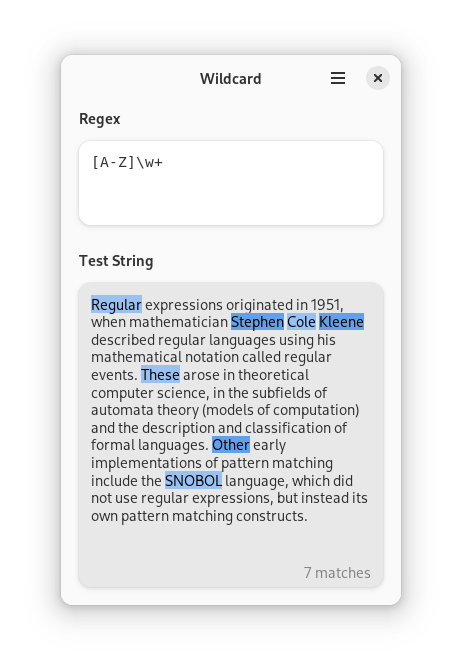 Wildcard
Regex
[A-Z]\w+
Test String
Regular expressions originated in 1951,
when mathematician Stephen Cole Kleene
described regular languages using his
mathematical notation called regular
events. These arose in theoretical
computer science, in the subfields of
automata theory (models of computation)
and the description and classification of
formal languages. Other early
implementations of pattern matching
include the SNOBOL language, which did
not use regular expressions, but instead its
own pattern matching constructs.
7 matches